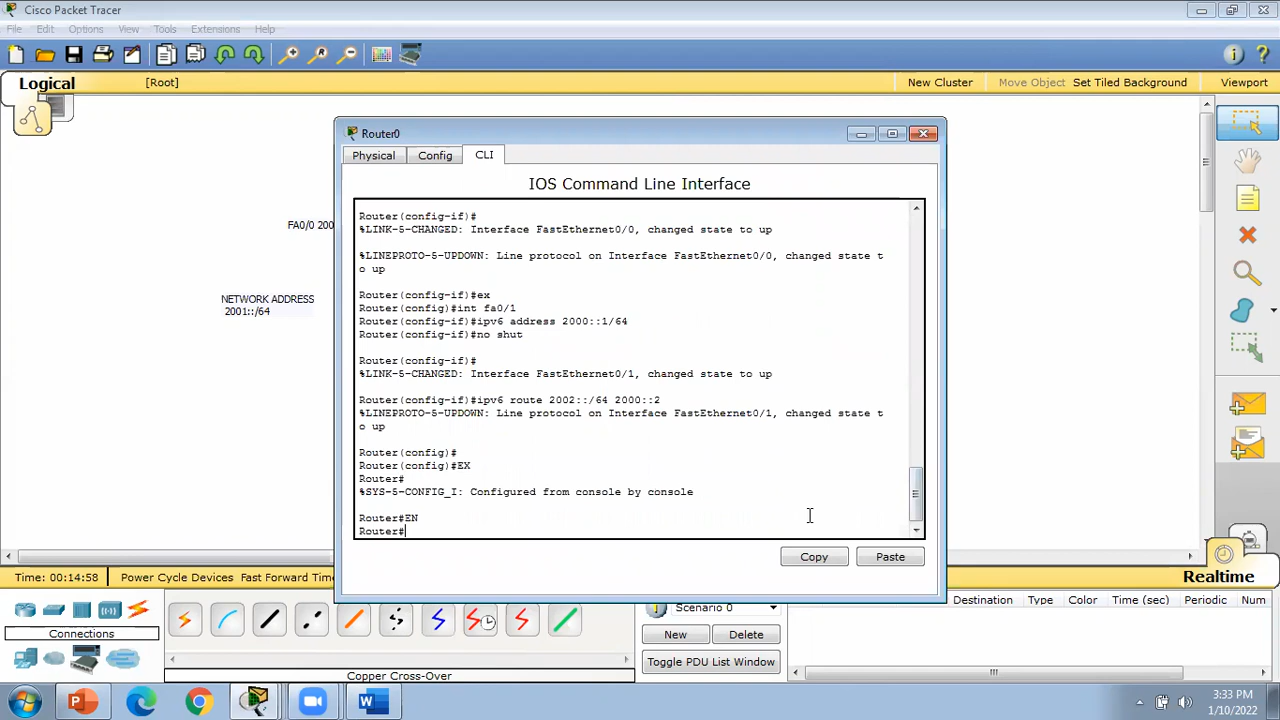 Cisco Packet Tracer
File Edit Options View Tools Extensions Help
Logical
[Root]
New Cluster
Move Object
Set Tiled Background
Viewport
FA0/0 200
NETWORK ADDRESS
2001::/64
Router0
Physical
Config
CLI
IOS Command Line Interface
Router(config-if)#
%LINK-5-CHANGED: Interface FastEthernet0/0, changed state to up
%LINEPROTO-5-UPDOWN: Line protocol on Interface FastEthernet0/0, changed state t
o up
Router(config-if)#ex
Router(config)#int fa0/1
Router(config-if)#ipv6 address 2000::1/64
Router(config-if)#no shut
Router(config-if)#
%LINK-5-CHANGED: Interface FastEthernet0/1, changed state to up
Router(config-if)#ipv6 route 2002::/64 2000::2
%LINEPROTO-5-UPDOWN: Line protocol on Interface FastEthernet0/1, changed state t
o up
Router(config)#
Router(config)#EX
Router#
%SYS-5-CONFIG_I: Configured from console by console
Router#EN
Router#
Copy
Paste
Time: 00:14:58
Power Cycle Devices
Fast Forward Time
Realtime
Connections
Copper Cross-Over
Scenario 0
New
Delete
Toggle PDU List Window
Destination
Type
Color
Time (sec)
Periodic
Num
3:33 PM
1/10/2022